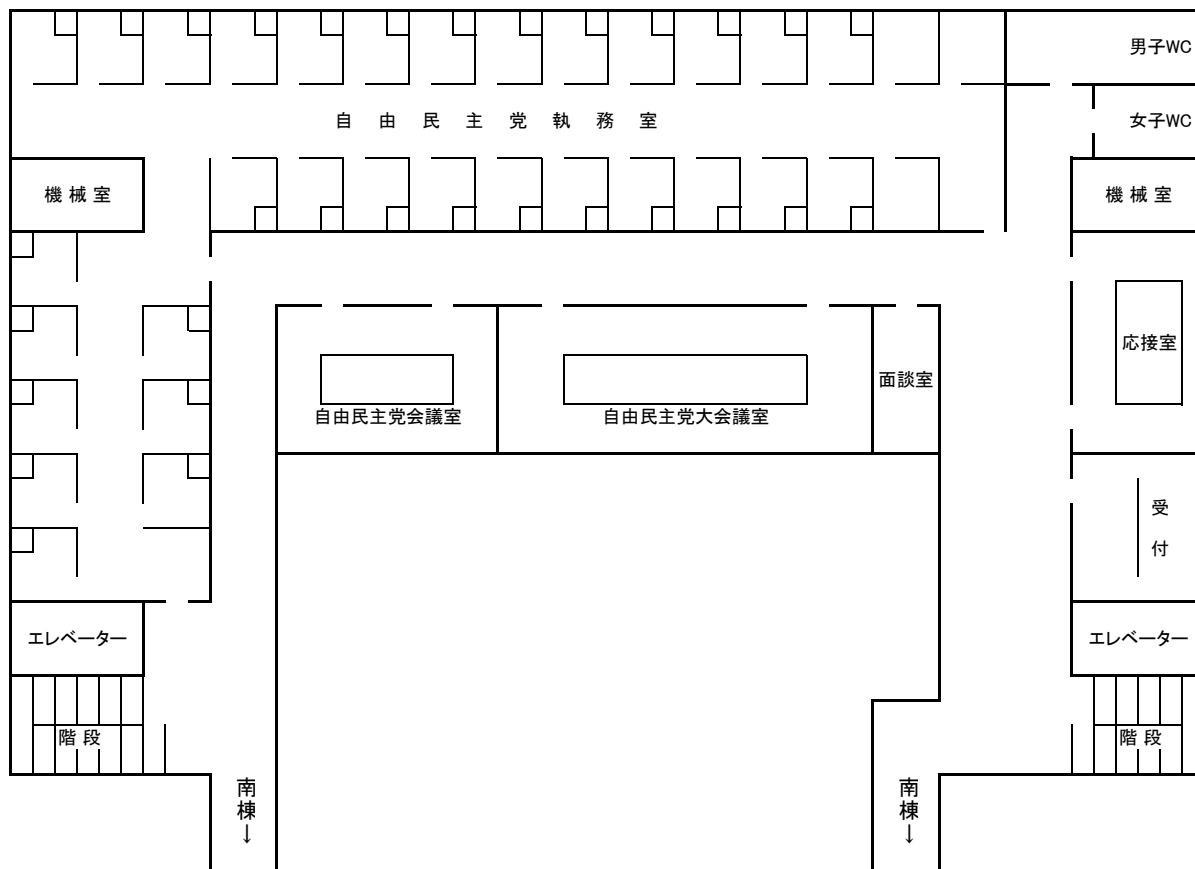 男子WC
自由民主党執務室
女子WC
機械室
機械室
応接室
面談室
自由民主党会議室
自由民主党大会議室
受付
エレベーター
エレベーター
階段
階段
南棟↓
南棟↓